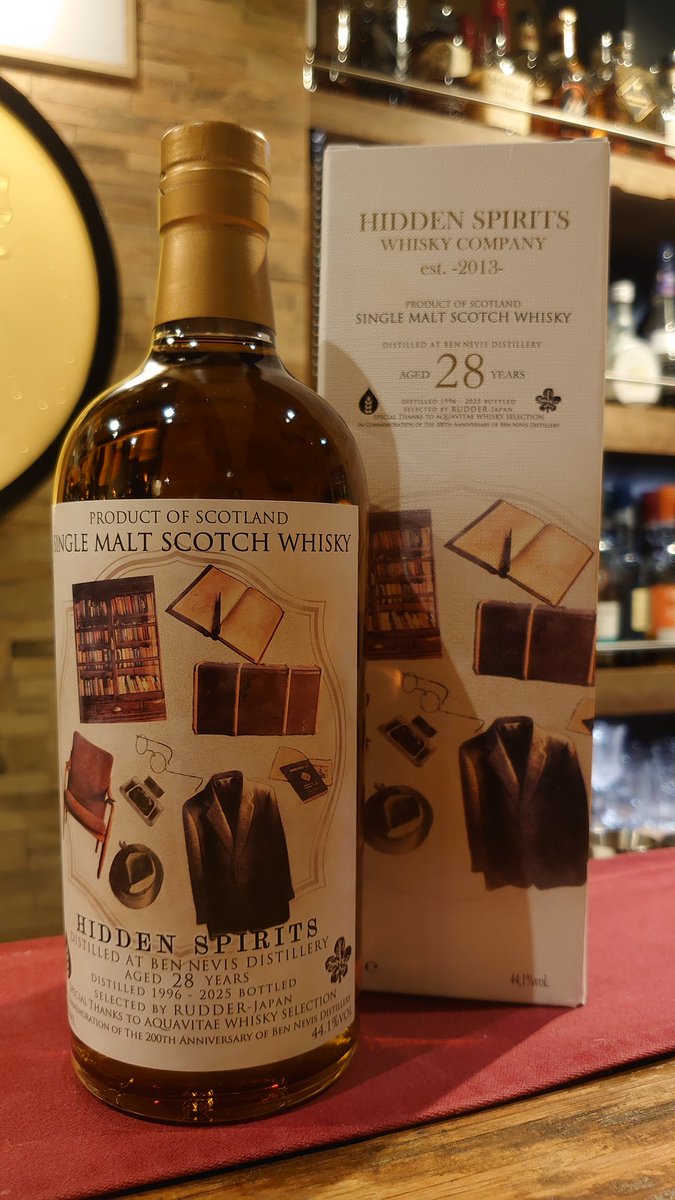 HIDDEN SPIRITS
WHISKY COMPANY
est. -2013-
PRODUCT OF SCOTLAND
SINGLE MALT SCOTCH WHISKY
DISTILLED AT BEN NEVIS DISTILLERY
AGED 28 YEARS
DISTILLED 1996 - 2025 BOTTLED
SELECTED BY RUDDER-JAPAN
SPECIAL THANKS TO AQUAVITAE WHISKY SELECTION
IN COMMEMORATION OF THE 200TH ANNIVERSARY OF BEN NEVIS DISTILLERY
44,1%vol.
PRODUCT OF SCOTLAND
SINGLE MALT SCOTCH WHISKY
HIDDEN SPIRITS
DISTILLED AT BEN NEVIS DISTILLERY
AGED 28 YEARS
DISTILLED 1996 - 2025 BOTTLED
SELECTED BY RUDDER-JAPAN
SPECIAL THANKS TO AQUAVITAE WHISKY SELECTION
COMMEMORATION OF THE 200TH ANNIVERSARY OF BEN NEVIS DISTILLERY
44.1%VOL